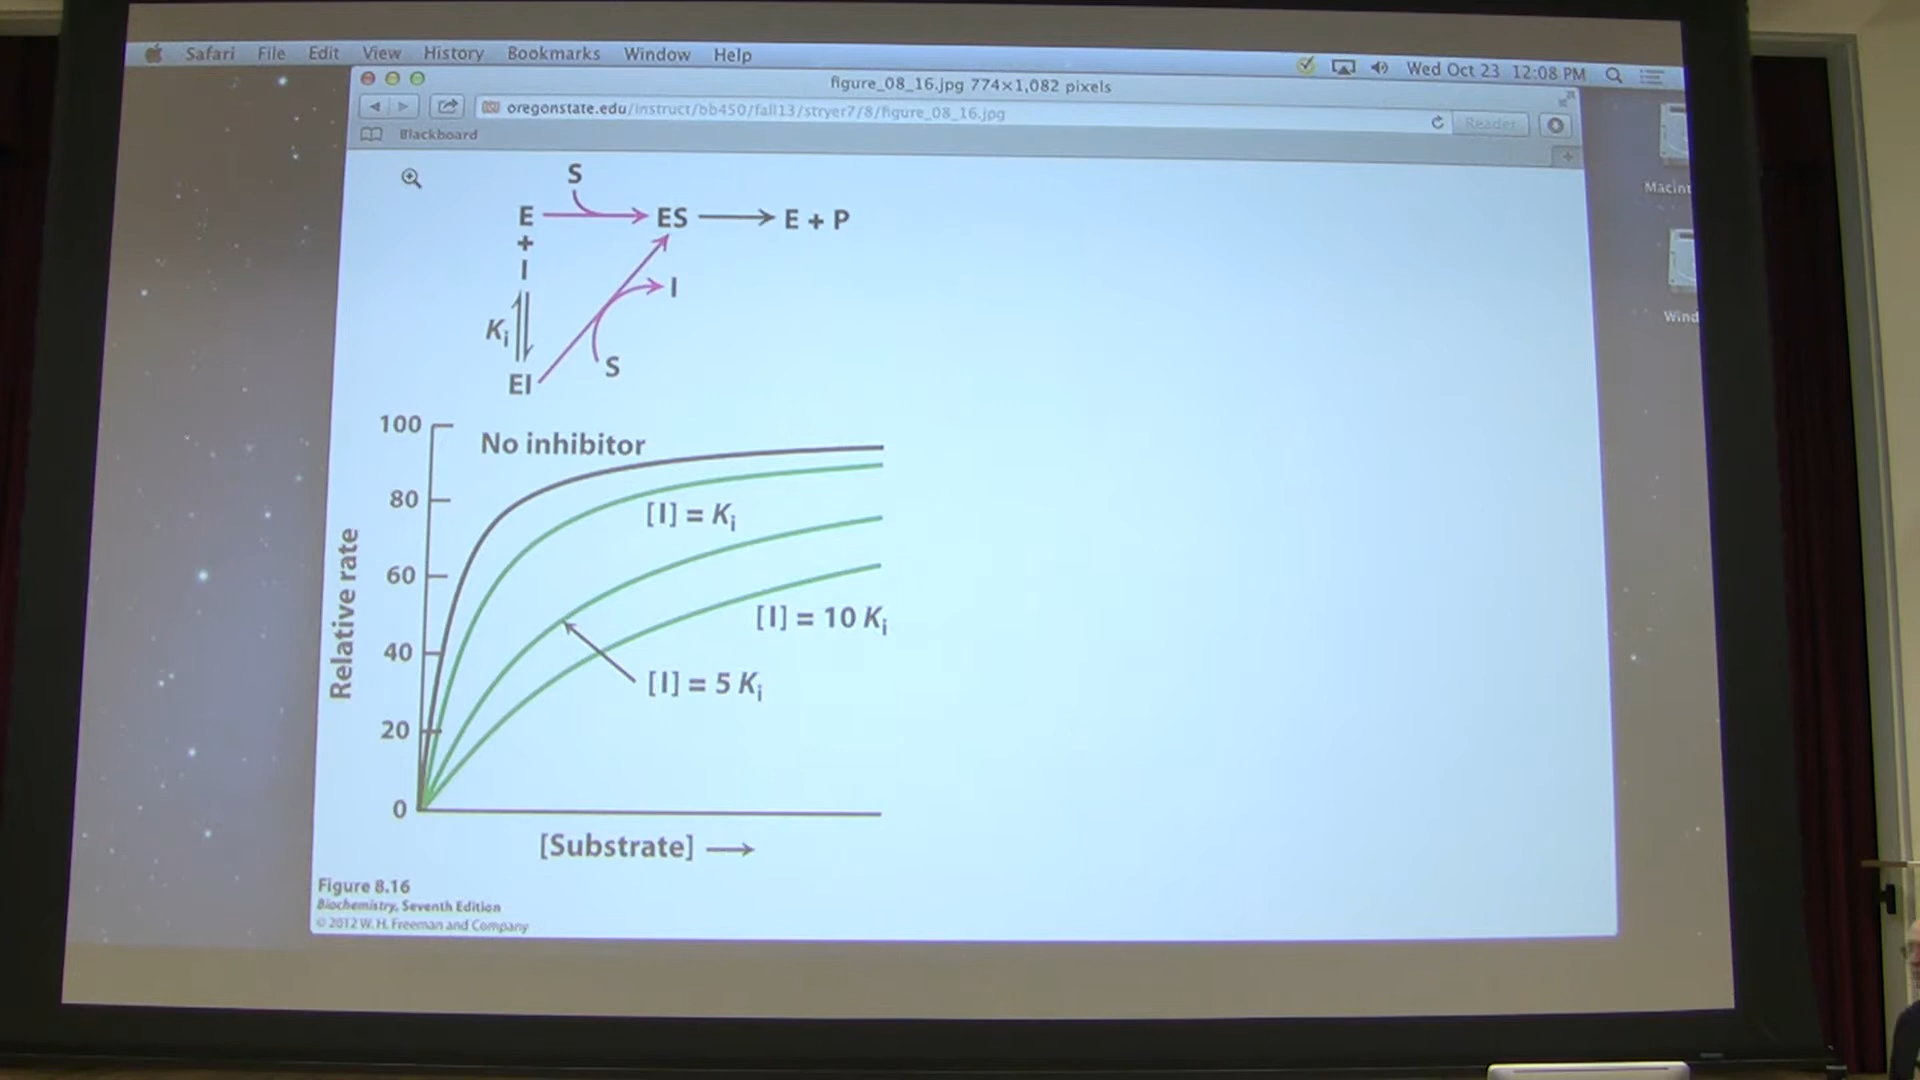 Safari File Edit View History Bookmarks Window Help Wed Oct 23 12:08 PM
figure_08_16.jpg 774×1,082 pixels
oregonstate.edu/instruct/bb450/fall13/stryer7/8/figure_08_16.jpg Reader
Blackboard
S
E ES E + P
+
I
I
Ki
S
EI
Macint
Wind
100
No inhibitor
80
[I] = Ki
60
[I] = 10 Ki
40
[I] = 5 Ki
20
0
Relative rate
[Substrate]
Figure 8.16
Biochemistry, Seventh Edition
© 2012 W. H. Freeman and Company